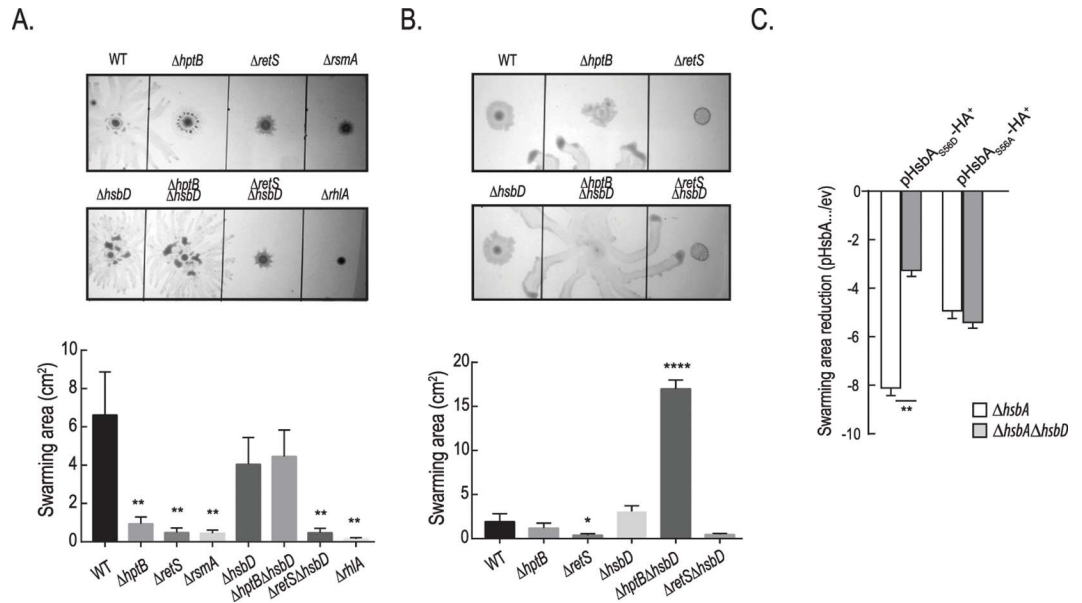 A.
WT ΔhptB ΔretS ΔrsmA
ΔhsbD ΔhptB ΔhsbD ΔretS ΔhsbD ΔrhlA
Swarming area (cm²)
10
8
6
4
2
0
WT ΔhptB ΔretS ΔrsmA ΔhsbD ΔhptBΔhsbD ΔretSΔhsbD ΔrhlA
** ** ** ** **
B.
WT ΔhptB ΔretS
ΔhsbD ΔhptB ΔhsbD ΔretS ΔhsbD
Swarming area (cm²)
20
15
10
5
0
* ****
WT ΔhptB ΔretS ΔhsbD ΔhptBΔhsbD ΔretSΔhsbD
C.
pHsbA_S56D-HA⁺ pHsbA_S56A-HA⁺
Swarming area reduction (pHsbA.../ev)
0
-2
-4
-6
-8
-10
**
ΔhsbA
ΔhsbAΔhsbD